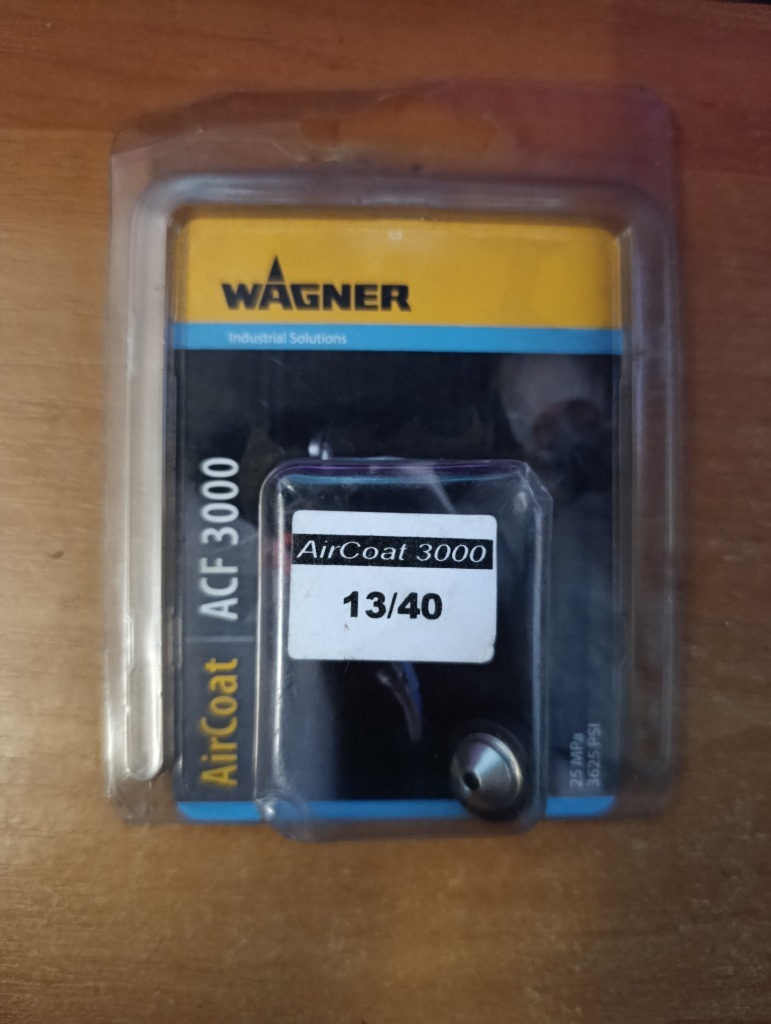 WAGNER
Industrial Solutions
AirCoat | ACF 3000
AirCoat 3000
13/40
25 MPa
3625 PSI